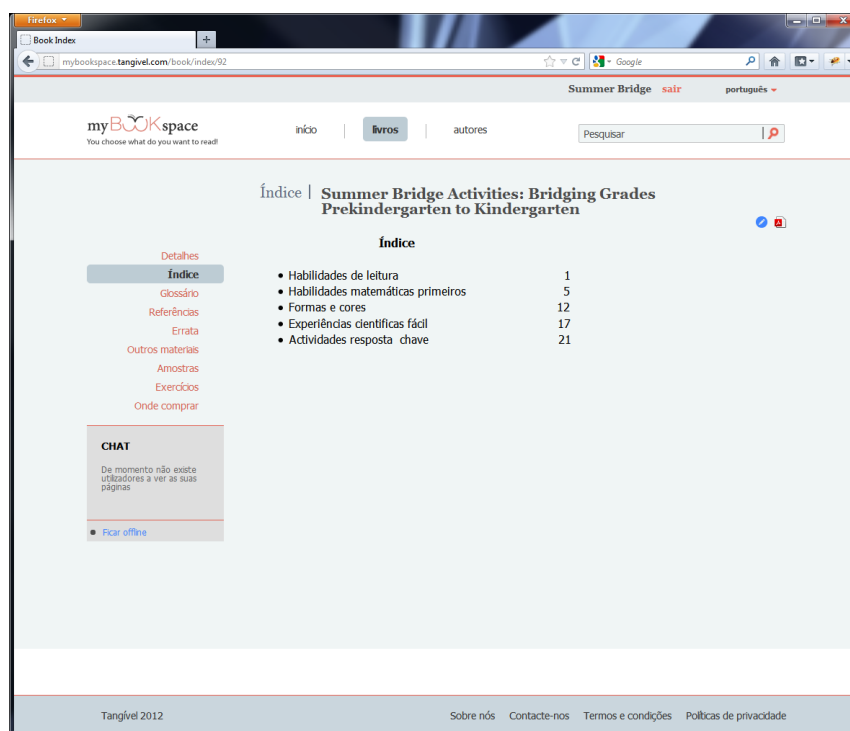 Firefox
Book Index
mybookspace.tangivel.com/book/index/92
Google
Summer Bridge sair português
myBOOKspace
You choose what do you want to read!
início livros autores
Pesquisar
Índice | Summer Bridge Activities: Bridging Grades
Prekindergarten to Kindergarten
Índice
Detalhes
Índice
Glossário
Referências
Errata
Outros materiais
Amostras
Exercícios
Onde comprar
• Habilidades de leitura 1
• Habilidades matemáticas primeiros 5
• Formas e cores 12
• Experiências cientificas fácil 17
• Actividades resposta chave 21
CHAT
De momento não existe
utilizadores a ver as suas
páginas
Ficar offline
Tangível 2012
Sobre nós Contacte-nos Termos e condições Políticas de privacidade